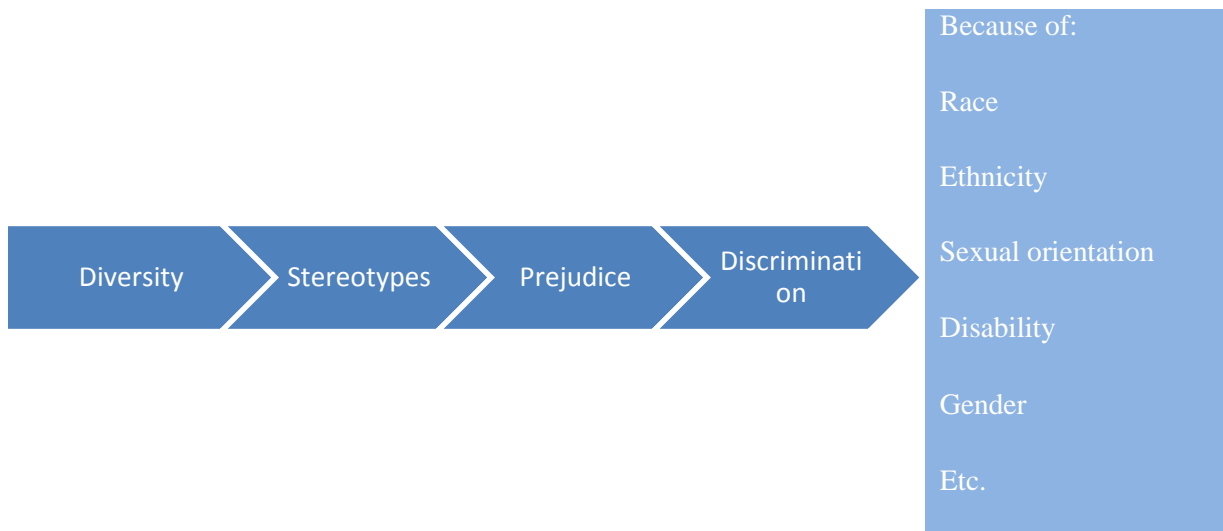 Diversity
Stereotypes
Prejudice
Discriminati
on
Because of:
Race
Ethnicity
Sexual orientation
Disability
Gender
Etc.